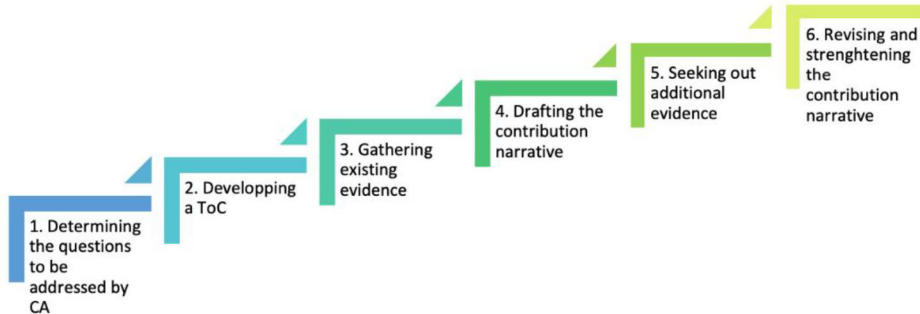 1. Determining
the questions
to be
addressed by
CA
2. Developping
a ToC
3. Gathering
existing
evidence
4. Drafting the
contribution
narrative
5. Seeking out
additional
evidence
6. Revising and
strenghtening
the
contribution
narrative